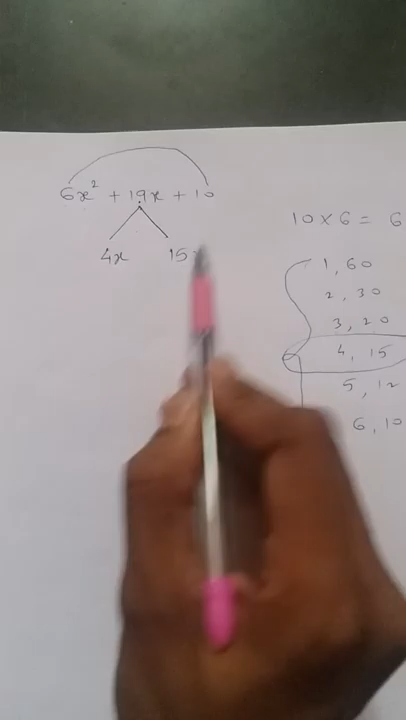 6x² + 19x + 10
4x 15x
10 × 6 = 6
1, 60
2, 30
3, 20
4, 15
5, 12
6, 10